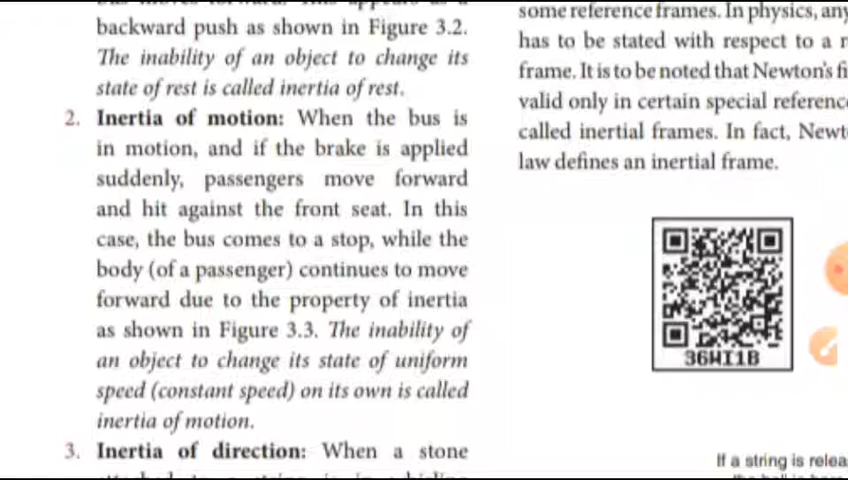 backward push as shown in Figure 3.2.
The inability of an object to change its
state of rest is called inertia of rest.
2. Inertia of motion: When the bus is
in motion, and if the brake is applied
suddenly, passengers move forward
and hit against the front seat. In this
case, the bus comes to a stop, while the
body (of a passenger) continues to move
forward due to the property of inertia
as shown in Figure 3.3. The inability of
an object to change its state of uniform
speed (constant speed) on its own is called
inertia of motion.
3. Inertia of direction: When a stone
some reference frames. In physics, any
has to be stated with respect to a
frame. It is to be noted that Newton's
valid only in certain special
called inertial frames. In fact,
law defines an inertial frame.
36WI1B
If a string is